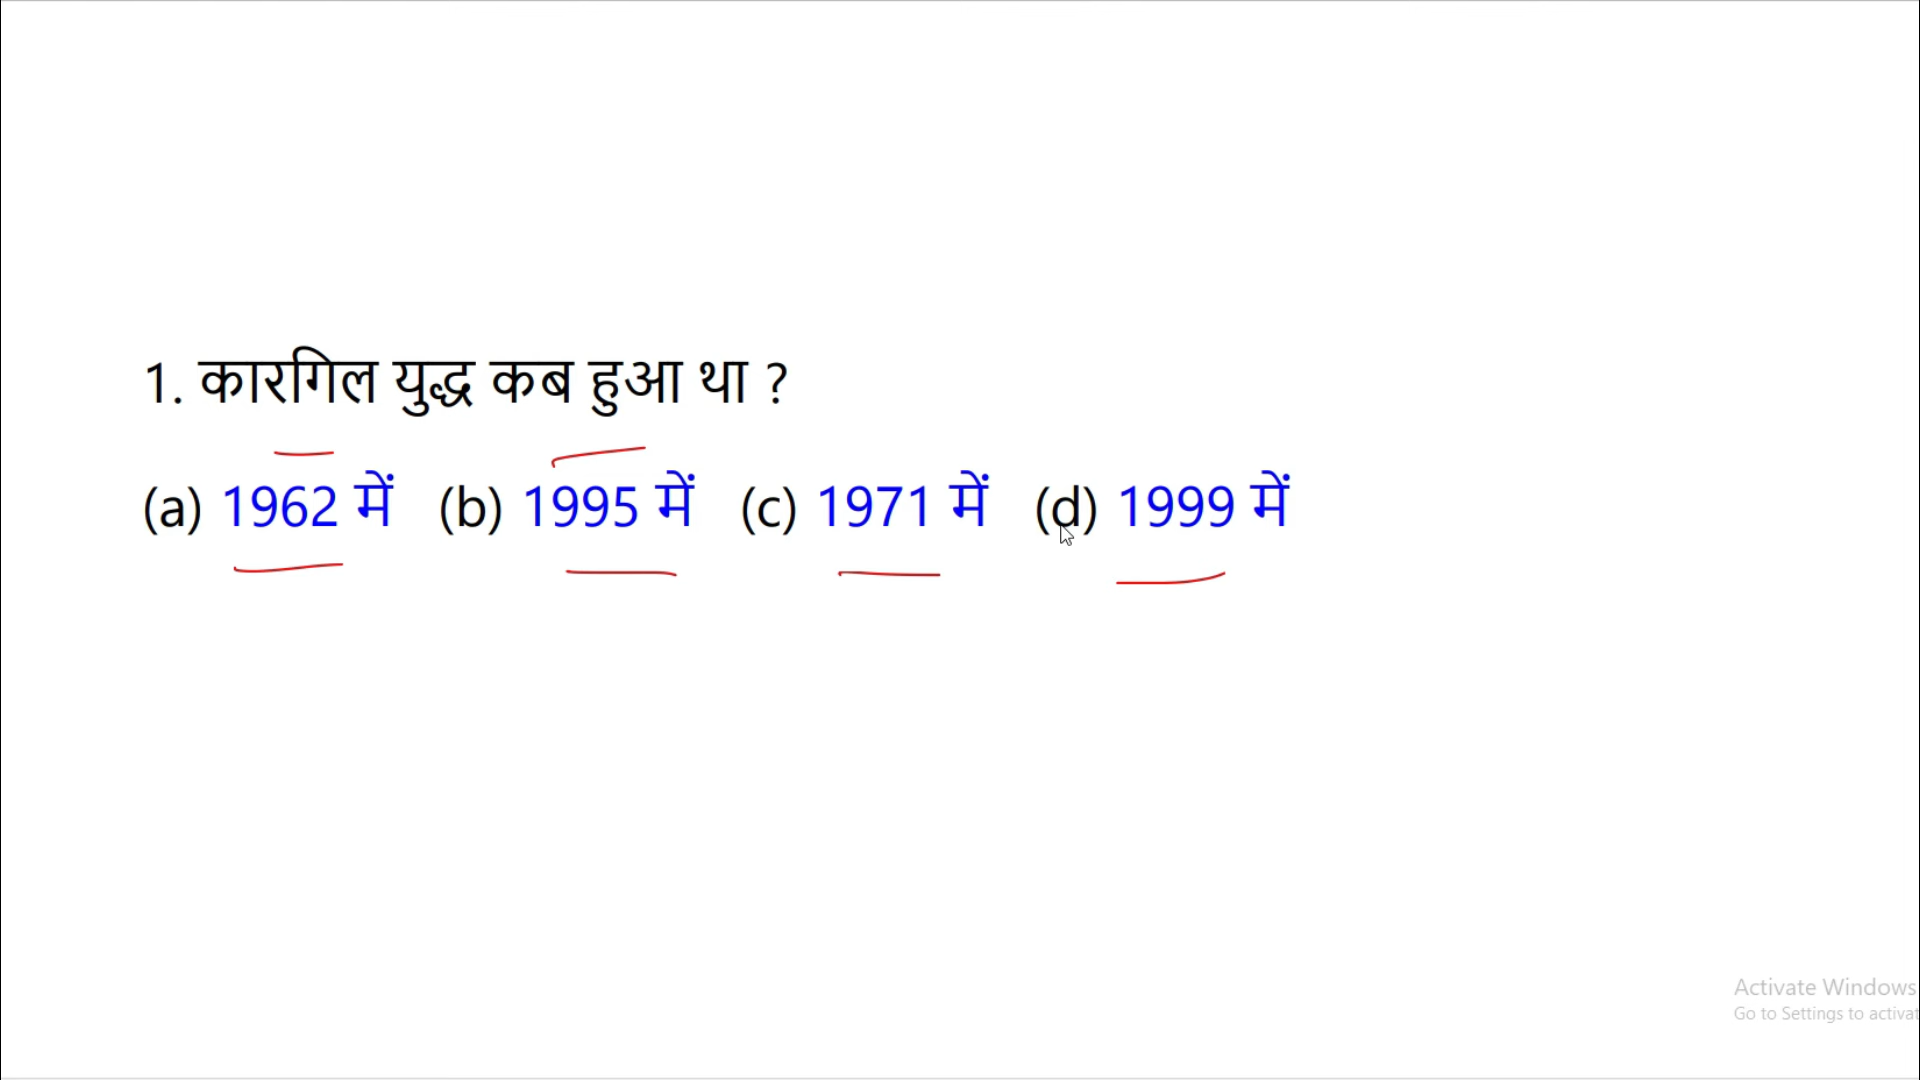 1. कारगिल युद्ध कब हुआ था ?
(a) 1962 में (b) 1995 में (c) 1971 में (d) 1999 में
Activate Windows
Go to Settings to activat